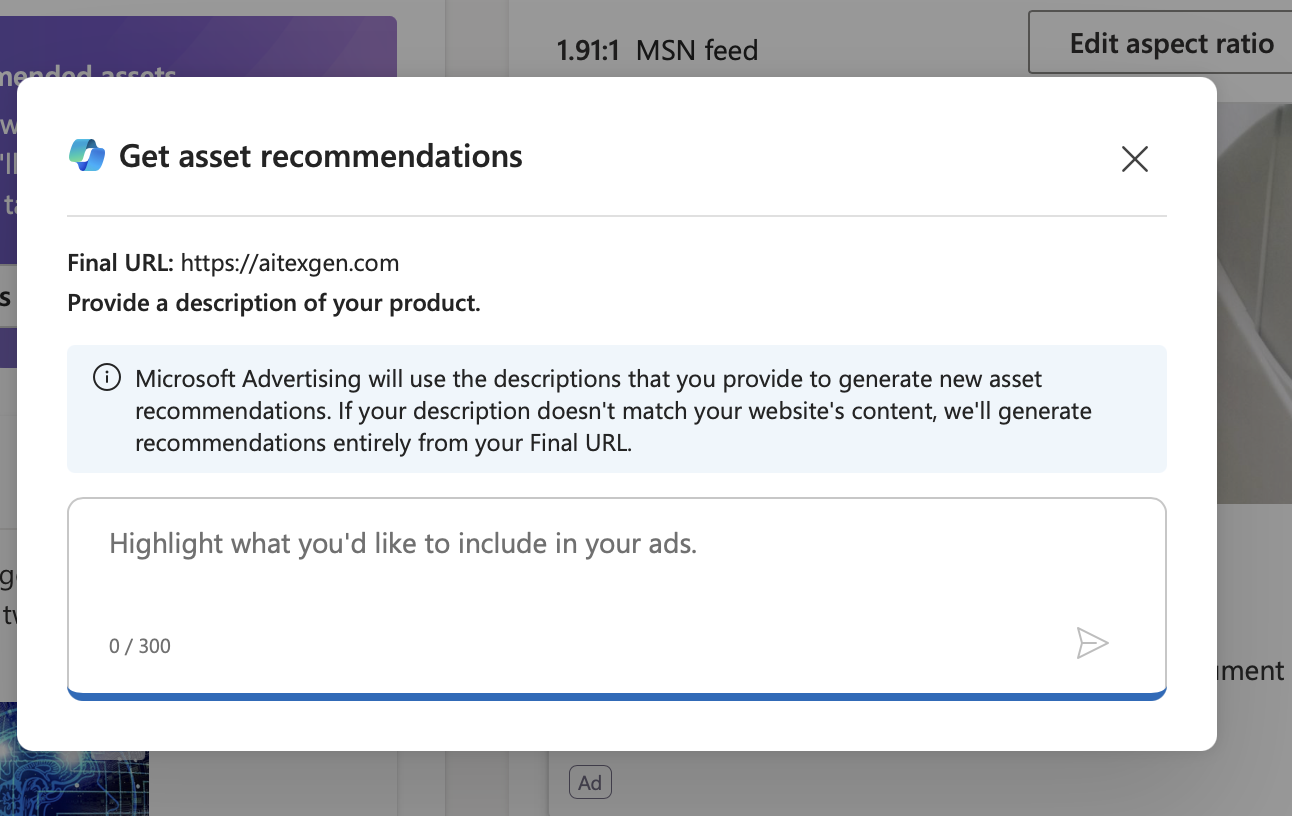 1.91:1 MSN feed
Edit aspect ratio
Get asset recommendations
Final URL: https://aitexgen.com
Provide a description of your product.
Microsoft Advertising will use the descriptions that you provide to generate new asset
recommendations. If your description doesn't match your website's content, we'll generate
recommendations entirely from your Final URL.
Highlight what you'd like to include in your ads.
0 / 300
Ad